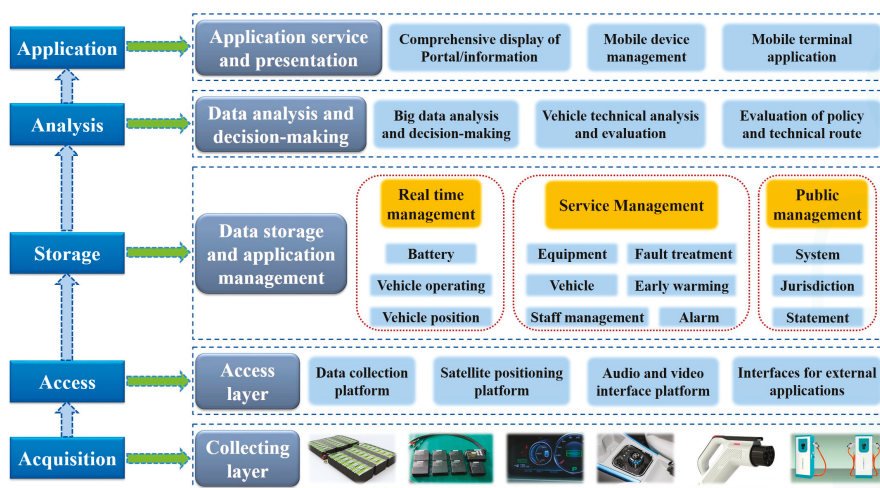 Application
Application service
and presentation
Comprehensive display of
Portal/information
Mobile device
management
Mobile terminal
application
Analysis
Data analysis and
decision-making
Big data analysis
and decision-making
Vehicle technical analysis
and evaluation
Evaluation of policy
and technical route
Storage
Data storage
and application
management
Real time
management
Battery
Vehicle operating
Vehicle position
Service Management
Equipment
Fault treatment
Vehicle
Early warming
Staff management
Alarm
Public
management
System
Jurisdiction
Statement
Access
Access
layer
Data collection
platform
Satellite positioning
platform
Audio and video
interface platform
Interfaces for external
applications
Acquisition
Collecting
layer